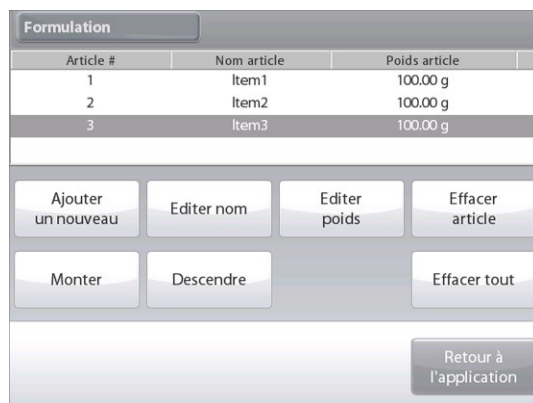 Formulation
Article # Nom article Poids article
1 Item1 100.00 g
2 Item2 100.00 g
3 Item3 100.00 g
Ajouter
un nouveau
Editer nom
Editer
poids
Effacer
article
Monter
Descendre
Effacer tout
Retour à
l'application